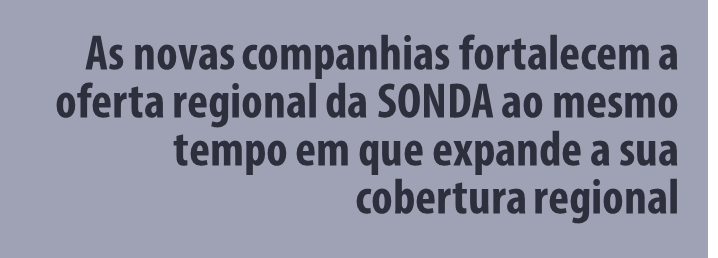 As novas companhias fortalecem a
oferta regional da SONDA ao mesmo
tempo em que expande a sua
cobertura regional